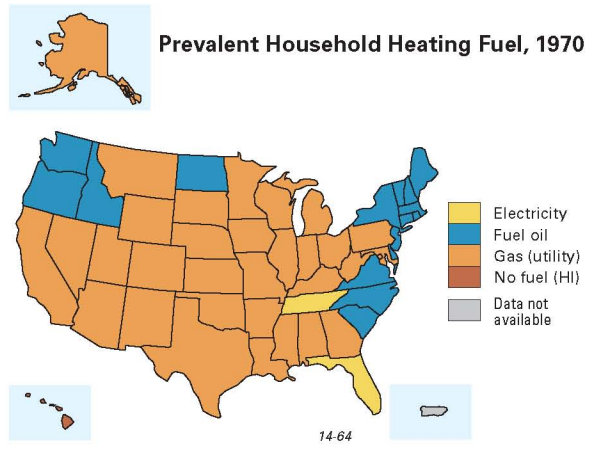 Prevalent Household Heating Fuel, 1970
Electricity
Fuel oil
Gas (utility)
No fuel (HI)
Data not
available
14-64